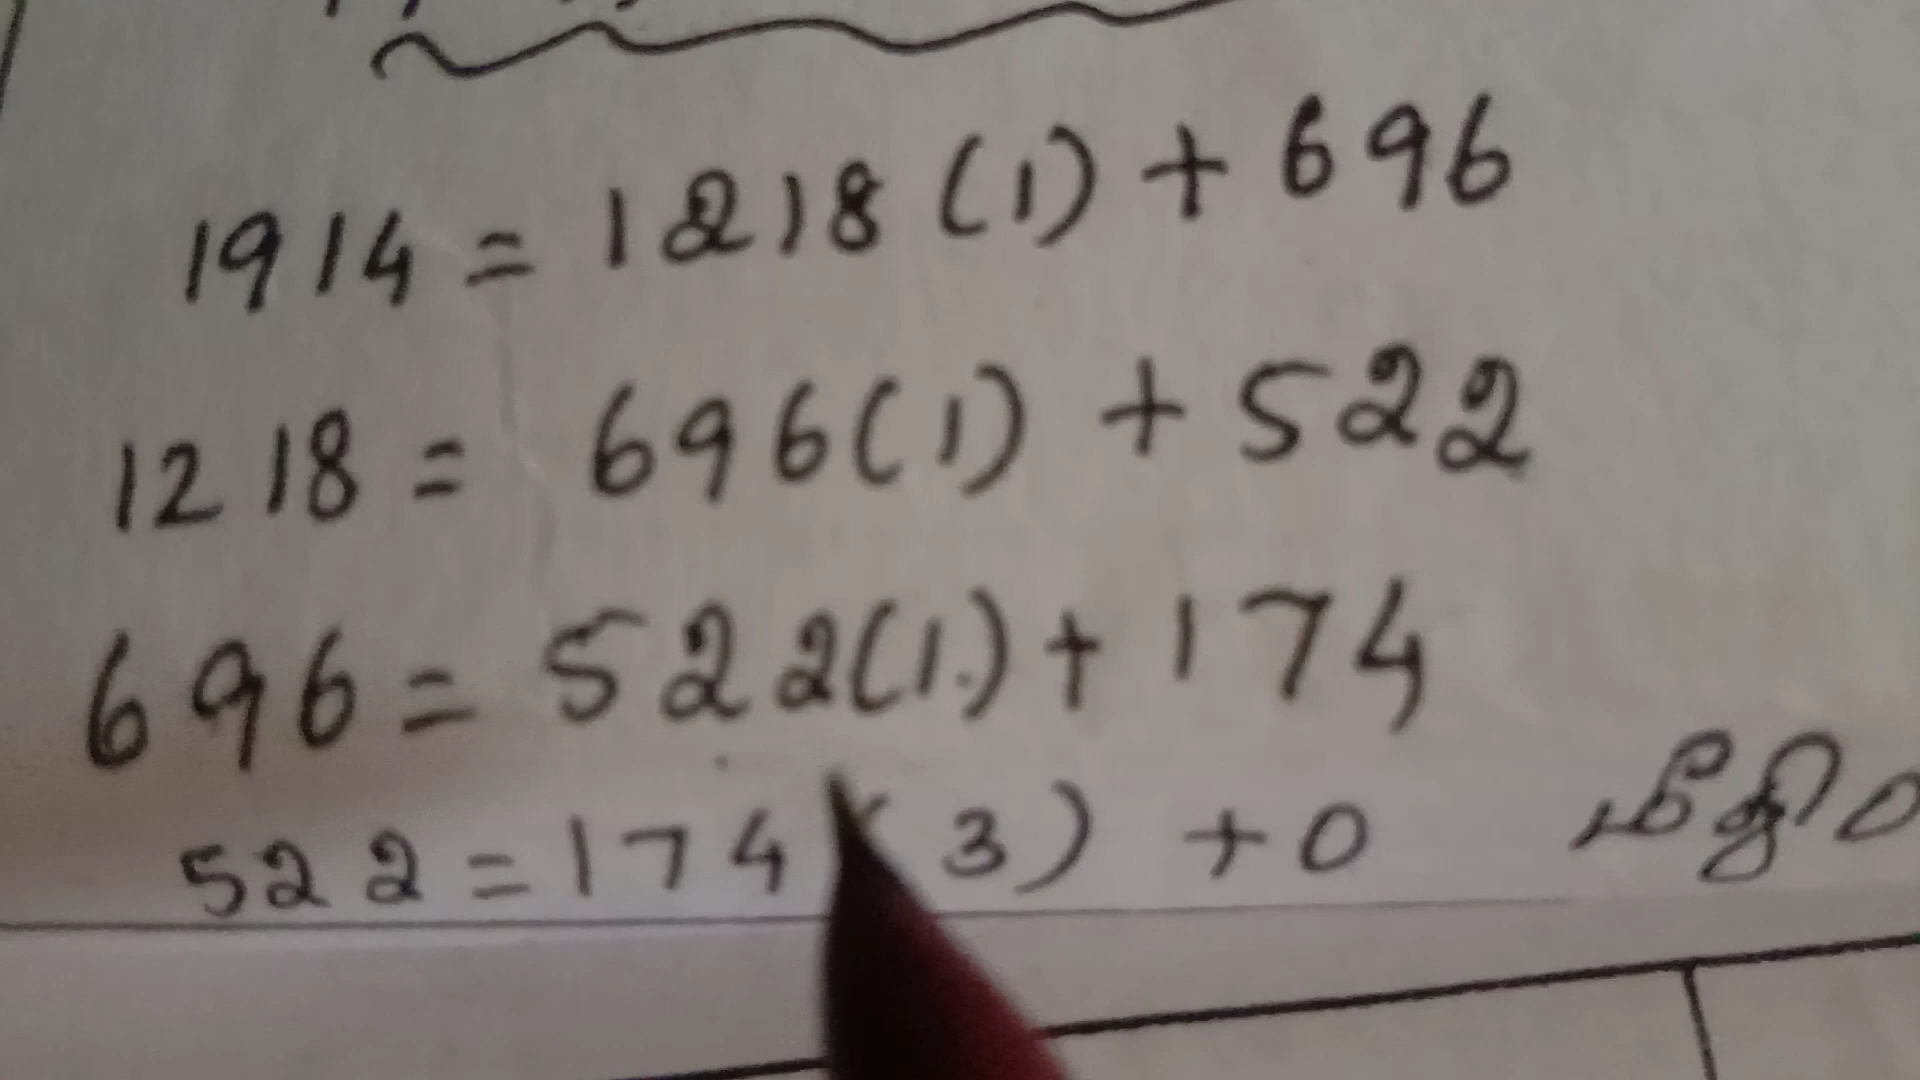 1914 = 1218 (1) + 696
1218 = 696 (1) + 522
696 = 522 (1) + 174
522 = 174 (3) + 0